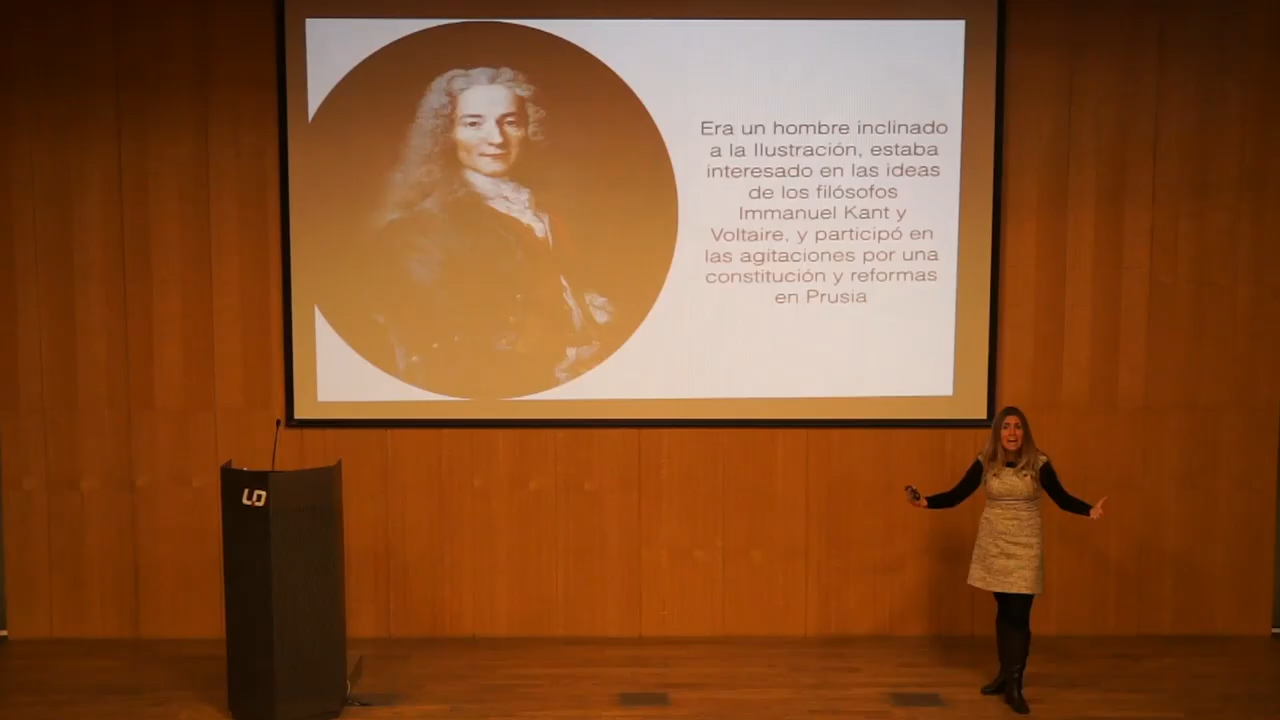 Era un hombre inclinado
a la Ilustración, estaba
interesado en las ideas
de los filósofos
Immanuel Kant y
Voltaire, y participó en
las agitaciones por una
constitución y reformas
en Prusia